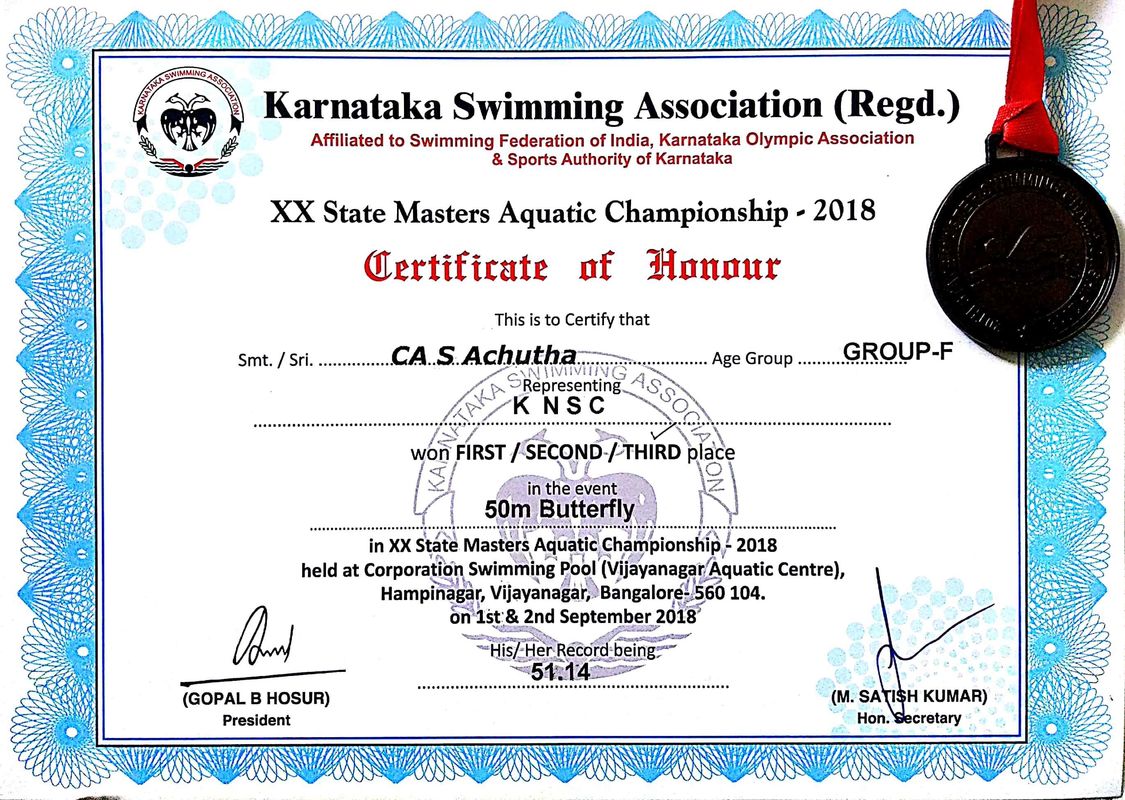 KARNATAKA SWIMMING ASSOCIATION
Karnataka Swimming Association (Regd.)
Affiliated to Swimming Federation of India, Karnataka Olympic Association
& Sports Authority of Karnataka
XX State Masters Aquatic Championship - 2018
Certificate of Honour
This is to Certify that
Smt. / Sri. CA S Achutha Age Group GROUP-F
KARNATAKA SWIMMING ASSOCIATION
Representing
K N S C
won FIRST / SECOND / THIRD place
in the event
50m Butterfly
in XX State Masters Aquatic Championship - 2018
held at Corporation Swimming Pool (Vijayanagar Aquatic Centre),
Hampinagar, Vijayanagar, Bangalore- 560 104.
on 1st & 2nd September 2018
His/ Her Record being
51.14
(GOPAL B HOSUR)
President
(M. SATISH KUMAR)
Hon. Secretary